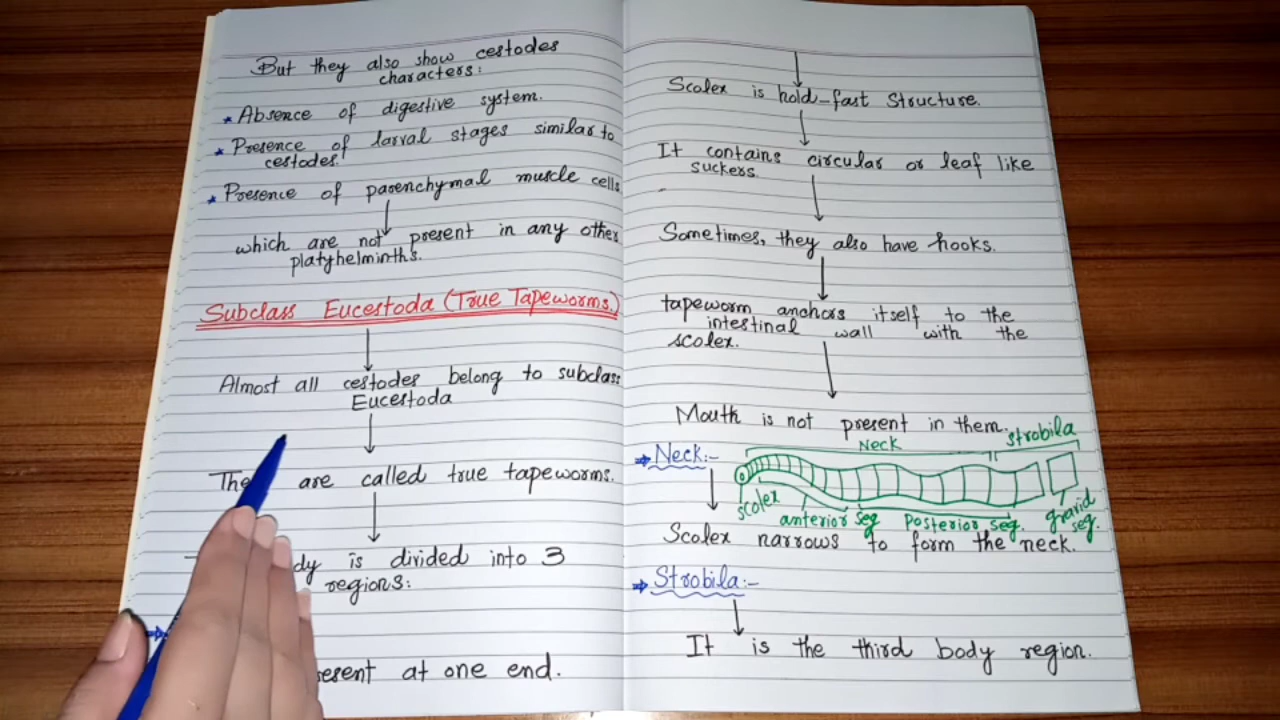 But they also show cestodes
characters:
* Absence of digestive system.
* Presence of larval stages similar to
cestodes.
* Presence of parenchymal muscle cells
which are not present in any other
platyhelminths.
Subclass Eucestoda (True Tapeworms.)
Almost all cestodes belong to subclass
Eucestoda
are called true tapeworms.
is divided into 3
regions:
at one end.
Scolex is hold-fast structure.
It contains circular or leaf like
suckers.
Sometimes, they also have hooks.
tapeworm anchors itself to the
intestinal wall with the
scolex.
Mouth is not present in them.
Neck:-
Neck
strobila
scolex
anterior seg
Posterior seg.
gravid
seg.
Scolex narrows to form the neck.
Strobila:-
It is the third body region.